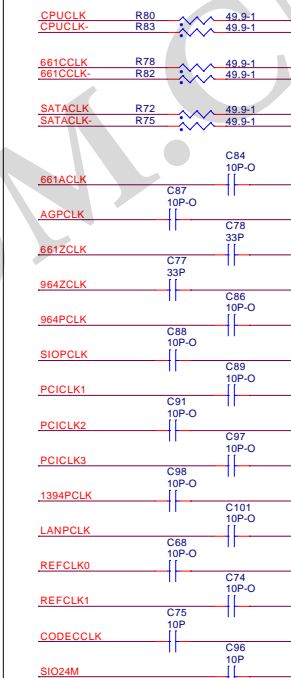 CPUCLK R80 49.9-1
CPUCLK- R83 49.9-1
661CCLK R78 49.9-1
661CCLK- R82 49.9-1
SATACLK R72 49.9-1
SATACLK- R75 49.9-1
C84
10P-O
661ACLK
C87
10P-O
AGPCLK
C78
33P
661ZCLK
C77
33P
964ZCLK
C86
10P-O
964PCLK
C88
10P-O
SIOPCLK
C89
10P-O
PCICLK1
C91
10P-O
PCICLK2
C97
10P-O
PCICLK3
C98
10P-O
1394PCLK
C101
10P-O
LANPCLK
C68
10P-O
REFCLK0
C74
10P-O
REFCLK1
C75
10P
CODECCLK
C96
10P
SIO24M